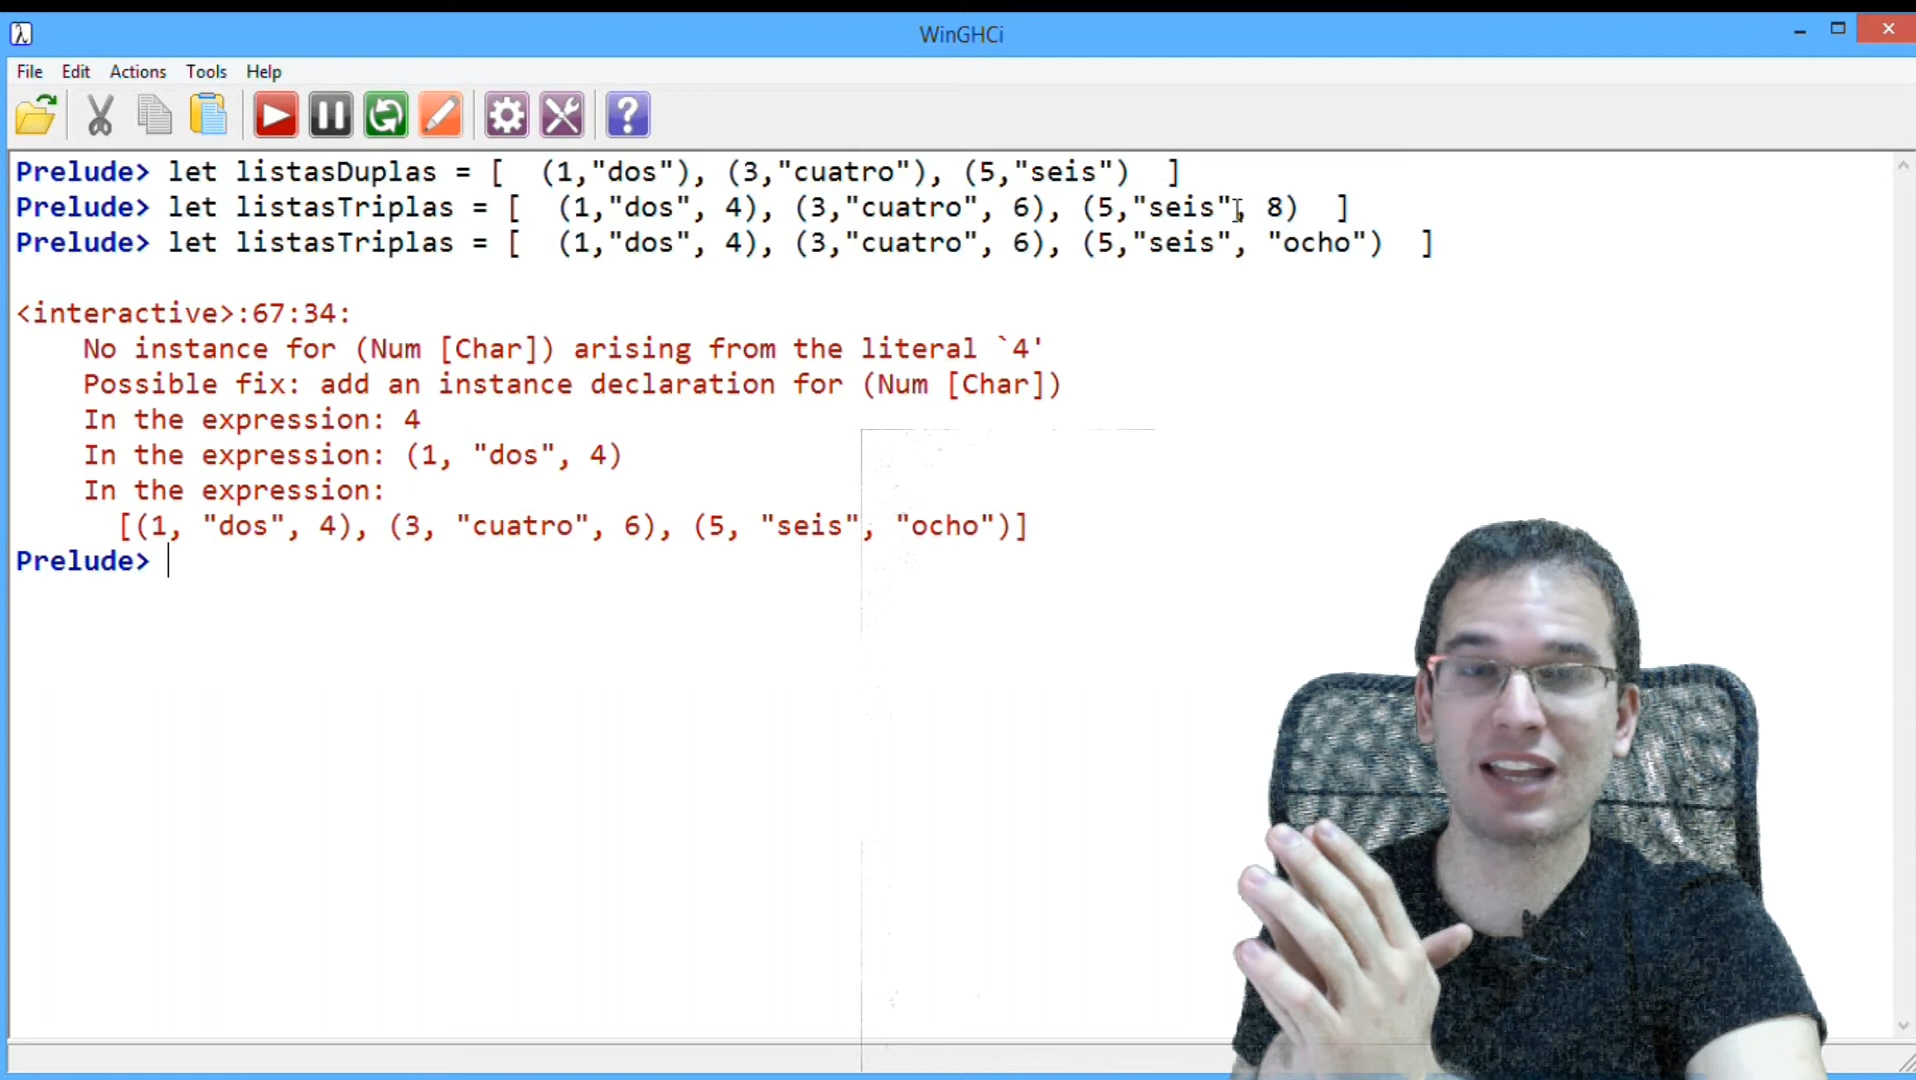 WinGHCi
File Edit Actions Tools Help
Prelude> let listasDuplas = [  (1,"dos"), (3,"cuatro"), (5,"seis")  ]
Prelude> let listasTriplas = [  (1,"dos", 4), (3,"cuatro", 6), (5,"seis", 8)  ]
Prelude> let listasTriplas = [  (1,"dos", 4), (3,"cuatro", 6), (5,"seis", "ocho")  ]
<interactive>:67:34:
    No instance for (Num [Char]) arising from the literal `4'
    Possible fix: add an instance declaration for (Num [Char])
    In the expression: 4
    In the expression: (1, "dos", 4)
    In the expression:
      [(1, "dos", 4), (3, "cuatro", 6), (5, "seis", "ocho")]
Prelude>